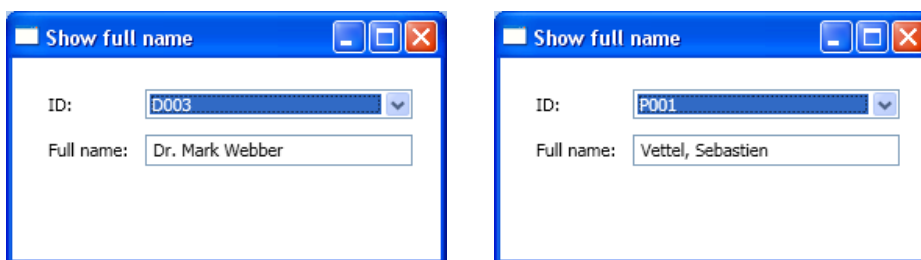 Show full name
ID: D003
Full name: Dr. Mark Webber
Show full name
ID: P001
Full name: Vettel, Sebastien